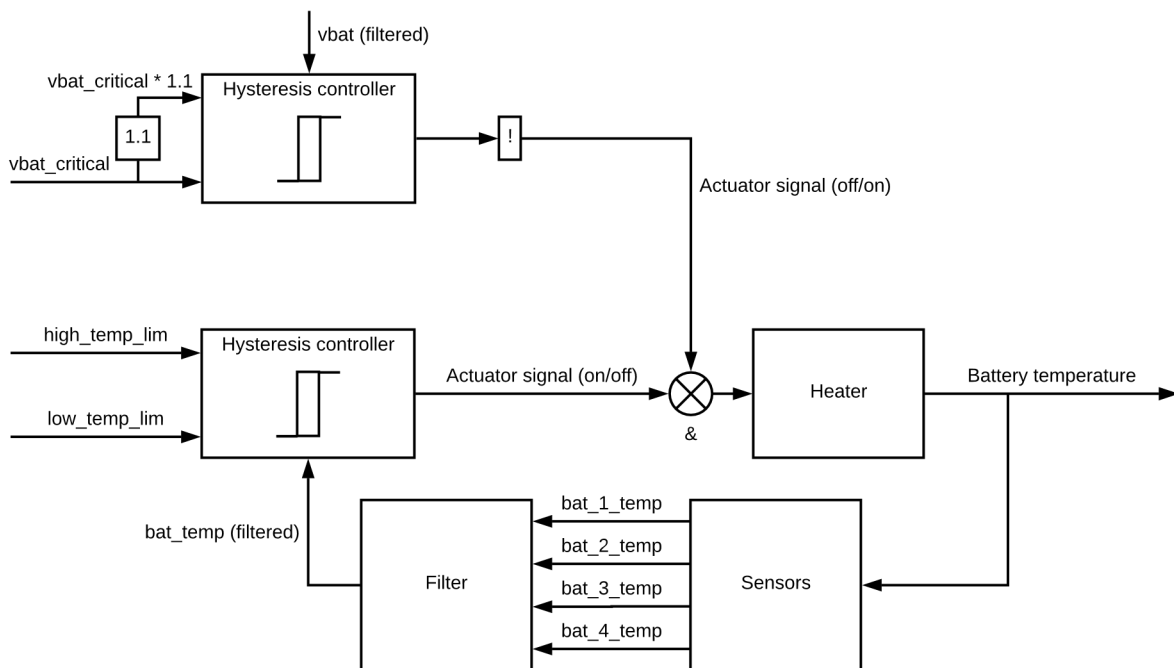 vbat (filtered)
vbat_critical * 1.1
Hysteresis controller
1.1
!
vbat_critical
Actuator signal (off/on)
high_temp_lim
Hysteresis controller
Actuator signal (on/off)
Heater
Battery temperature
low_temp_lim
&
bat_1_temp
bat_temp (filtered)
bat_2_temp
Filter
Sensors
bat_3_temp
bat_4_temp